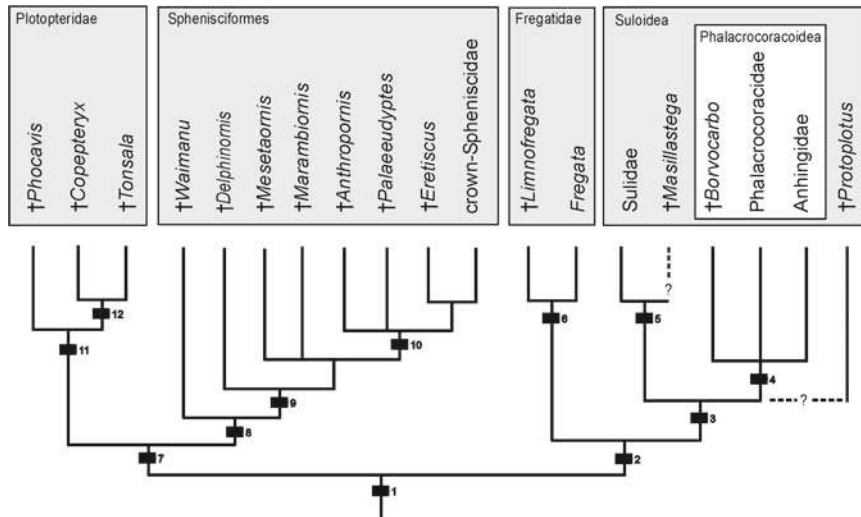 Plotopteridae
Sphenisciformes
Fregatidae
Suloidea
Phalacrocoracoidea
†Phocavis
†Copepteryx
†Tonsala
†Waimanu
†Delphinornis
†Mesetaornis
†Marambiornis
†Anthropornis
†Palaeeudyptes
†Eretiscus
crown-Spheniscidae
†Limnofregata
Fregata
Sulidae
†Masillastega
†Borvocarbo
Phalacrocoracidae
Anhingidae
†Protoplotus
?
12
6
5
11
10
4
9
?
3
8
7
2
1